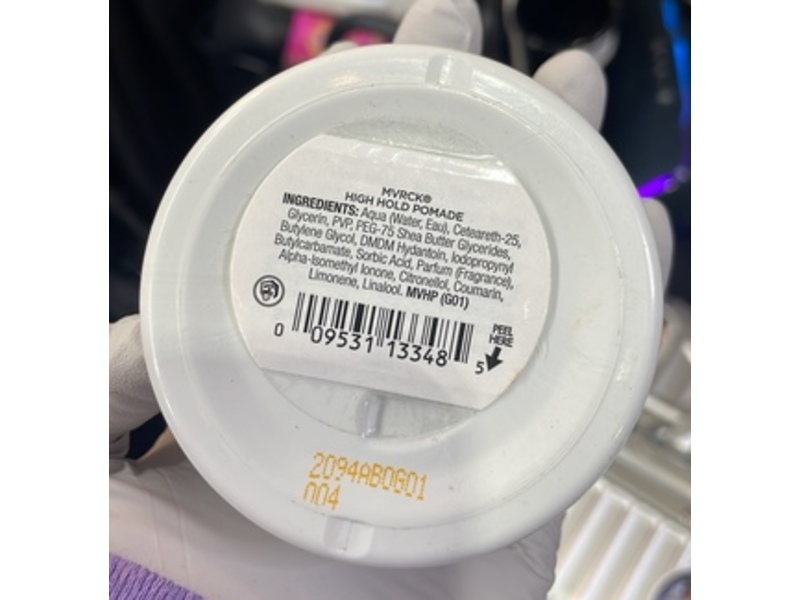 MVRCK®
HIGH HOLD POMADE
INGREDIENTS: Aqua (Water, Eau), Ceteareth-25,
Glycerin, PVP, PEG-75 Shea Butter Glycerides,
Butylene Glycol, DMDM Hydantoin, Iodopropynyl
Butylcarbamate, Sorbic Acid, Parfum (Fragrance),
Alpha-Isomethyl Ionone, Citronellol, Coumarin,
Limonene, Linalool. MVHP (G01)
PEEL
HERE
0 09531 13348 5
2094AB0G01
004